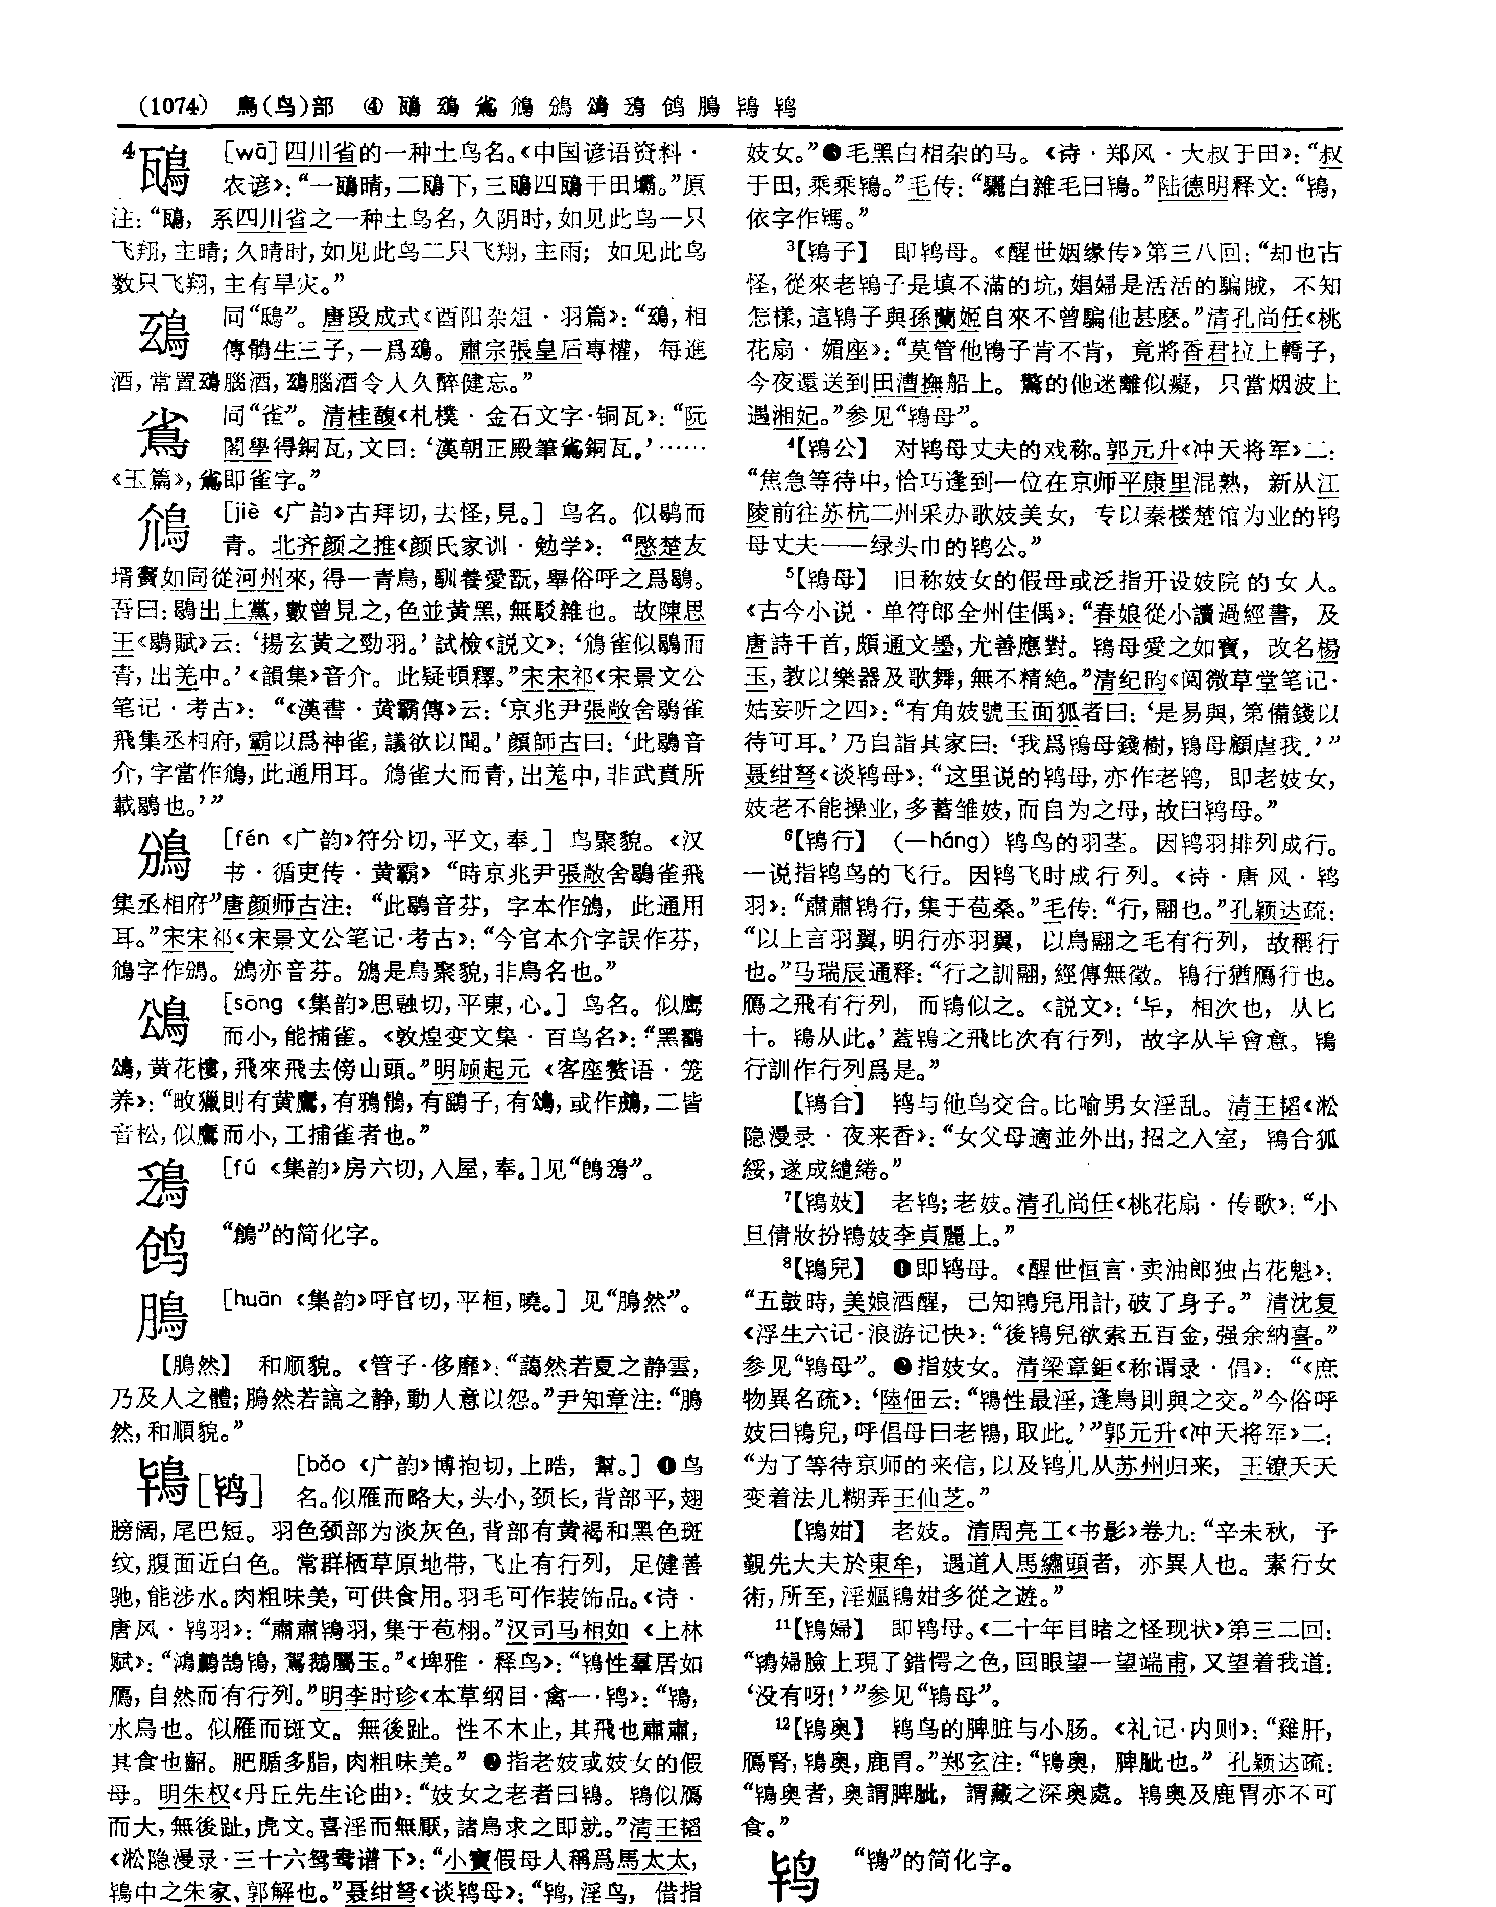 (1074) 鳥(鸟)部 ④ 鴀 鴊 鳶 鳻 鴿 鸨 鴇 鸨
4 [wǎ]四川省的一种土鸟名。《中国谚语资料·
农谚》：“一䳌晴，二䳌下，三䳌四䳌干田壩。”原
注：“䳌，系四川省之一种土鸟名，久阴时，如见此鸟一只
飞翔，主晴；久晴时，如见此鸟二只飞翔，主雨；如见此鸟
数只飞翔，主有旱灾。”
同“鴟”。唐段成式《酉阳杂俎·羽篇》：“鵄，相
傳鶻生三子，一爲鵄。肅宗張皇后專權，每進
酒，常置鵄腦酒，鵄腦酒令人久醉健忘。”
同“雀”。清桂馥《札樸·金石文字·铜瓦》：“阮
閣學得銅瓦，文曰：‘漢朝正殿筆䳍銅瓦。’……
《玉篇》，䳍即雀字。”
鳽 [jiè 《广韵》古拜切，去怪，見。] 鸟名。似鹖而
青。北齐颜之推《颜氏家训·勉学》：“愍楚友
壻竇如同從河州來，得一青鳥，馴養愛翫，舉俗呼之爲鶡。
吾曰：鶡出上黨，數曾見之，色並黄黑，無駁雜也。故陳思
王《鶡賦》云：‘揚玄黄之勁羽。’試檢《説文》：‘䲸雀似鶡而
青，出羌中。’《韻集》音介。此疑頓釋。”宋宋祁《宋景文公
笔记·考古》：“《漢書·黄霸傳》云：‘京兆尹張敞舍鶡雀
飛集丞相府，霸以爲神雀，議欲以聞。’顔師古曰：‘此鶡音
介，字當作䲸，此通用耳。䲸雀大而青，出羌中，非武賁所
載鶡也。’”
鳻 [fén 《广韵》符分切，平文，奉。] 鸟聚貌。《汉
书·循吏传·黄霸》“時京兆尹張敞舍鶡雀飛
集丞相府”唐颜师古注：“此鶡音芬，字本作鳻，此通用
耳。”宋宋祁《宋景文公笔记·考古》：“今官本介字誤作芬，
䲸字作鳻。鳻亦音芬。鳻是鳥聚貌，非鳥名也。”
䲲 [sōng 《集韵》思融切，平東，心。] 鸟名。似鹰
而小，能捕雀。《敦煌变文集·百鸟名》：“黑鸜
䲲，黄花樓，飛來飛去傍山頭。”明顾起元《客座赘语·笼
养》：“畋獵則有黄鷹，有鴉鶻，有鷂子，有䲲，或作鶊，二皆
音松，似鷹而小，工捕雀者也。”
[fú 《集韵》房六切，入屋，奉。]见
鸧 “鶬”的简化字。
鵍 [huān 《集韵》呼官切，平桓，曉。] 见“鵍然”。
【鵍然】 和顺貌。《管子·侈靡》：“藹然若夏之静雲，
乃及人之體；鵍然若謞之静，動人意以怨。”尹知章注：“鵍
然，和順貌。”
鴇[鸨] [bǎo 《广韵》博抱切，上晧，幫。] ❶鸟
名。似雁而略大，头小，颈长，背部平，翅
膀阔，尾巴短。羽色颈部为淡灰色，背部有黄褐和黑色斑
纹，腹面近白色。常群栖草原地带，飞止有行列，足健善
驰，能涉水。肉粗味美，可供食用。羽毛可作装饰品。《诗·
唐风·鸨羽》：“肅肅鴇羽，集于苞栩。”汉司马相如《上林
赋》：“鴻鷫鵠鴇，駕鵝屬玉。”《埤雅·释鸟》：“鴇性羣居如
鴈，自然而有行列。”明李时珍《本草纲目·禽一·鸨》：“鴇，
水鳥也。似雁而斑文。無後趾。性不木止，其飛也肅肅，
其食也齝。肥腯多脂，肉粗味美。”❷指老妓或妓女的假
母。明朱权《丹丘先生论曲》：“妓女之老者曰鴇。鴇似鴈
而大，無後趾，虎文。喜淫而無厭，諸鳥求之即就。”清王韬
《淞隐漫录·三十六鸳鸯谱下》：“小寶假母人稱爲馬太太，
鴇中之朱家、郭解也。”聂绀弩《谈鸨母》：“鸨，淫鸟，借指
妓女。”❸毛黑白相杂的马。《诗·郑风·大叔于田》：“叔
于田，乘乘鴇。”毛传：“驪白雜毛曰鴇。”陆德明释文：“鴇，
依字作䮀。”
3【鴇子】 即鸨母。《醒世姻缘传》第三八回：“却也古
怪，從來老鴇子是填不滿的坑，娼婦是活活的騙賊，不知
怎樣，這鴇子與孫蘭姬自來不曾騙他甚麽。”清孔尚任《桃
花扇·媚座》：“莫管他鴇子肯不肯，竟將香君拉上轎子，
今夜還送到田漕撫船上。驚的他迷離似癡，只當烟波上
遇湘妃。”参见“鴇母”。
4【鴇公】 对鸨母丈夫的戏称。郭元升《冲天将军》二：
“焦急等待中，恰巧逢到一位在京师平康里混熟，新从江
陵前往苏杭二州采办歌妓美女，专以秦楼楚馆为业的鸨
母丈夫——绿头巾的鸨公。”
5【鴇母】 旧称妓女的假母或泛指开设妓院的女人。
《古今小说·单符郎全州佳偶》：“春娘從小讀過經書，及
唐詩千首，頗通文墨，尤善應對。鴇母愛之如寶，改名楊
玉，教以樂器及歌舞，無不精絶。”清纪昀《阅微草堂笔记·
姑妄听之四》：“有角妓號玉面狐者曰：‘是易與，第備錢以
待可耳。’乃自詣其家曰：‘我爲鴇母錢樹，鴇母顧虐我。’”
聂绀弩《谈鸨母》：“这里说的鸨母，亦作老鸨，即老妓女，
妓老不能操业，多蓄雏妓，而自为之母，故曰鸨母。”
6【鴇行】 （—háng）鸨鸟的羽茎。因鸨羽排列成行。
一说指鸨鸟的飞行。因鸨飞时成行列。《诗·唐风·鸨
羽》：“肅肅鴇行，集于苞桑。”毛传：“行，翮也。”孔颖达疏：
“以上言羽翼，明行亦羽翼，以鳥翮之毛有行列，故稱行
也。”马瑞辰通释：“行之訓翮，經傳無徵。鴇行猶鴈行也。
鴈之飛有行列，而鴇似之。《説文》：‘㚖，相次也，从匕
十。鴇从此。’蓋鴇之飛比次有行列，故字从㚖會意。鴇
行訓作行列爲是。”
【鴇合】 鸨与他鸟交合。比喻男女淫乱。清王韬《淞
隐漫录·夜来香》：“女父母適並外出，招之入室，鴇合狐
綏，遂成繾綣。”
7【鴇妓】 老鸨；老妓。清孔尚任《桃花扇·传歌》：“小
旦倩妝扮鴇妓李貞麗上。”
8【鴇兒】 ❶即鸨母。《醒世恒言·卖油郎独占花魁》：
“五鼓時，美娘酒醒，已知鴇兒用計，破了身子。”清沈复
《浮生六记·浪游记快》：“後鴇兒欲索五百金，强余納喜。”
参见“鴇母”。❷指妓女。清梁章鉅《称谓录·倡》：“《庶
物異名疏》：‘陸佃云：“鴇性最淫，逢鳥則與之交。”今俗呼
妓曰鴇兒，呼倡母曰老鴇，取此。’”郭元升《冲天将军》二：
“为了等待京师的来信，以及鸨儿从苏州归来，王镣天天
变着法儿糊弄王仙芝。”
【鴇姏】 老妓。清周亮工《书影》卷九：“辛未秋，予
覲先大夫於東牟，遇道人馬繡頭者，亦異人也。素行女
術，所至，淫嫗鴇姏多從之遊。”
11【鴇婦】 即鸨母。《二十年目睹之怪现状》第三二回：
“鴇婦臉上現了錯愕之色，回眼望一望端甫，又望着我道：
‘没有呀！’”参见“鴇母”。
12【鴇奥】 鸨鸟的脾脏与小肠。《礼记·内则》：“雞肝，
鴈腎，鴇奥，鹿胃。”郑玄注：“鴇奥，脾胵也。”孔颖达疏：
“鴇奥者，奥謂脾胵，謂藏之深奥處。鴇奥及鹿胃亦不可
食。”
鸨 “鴇”的简化字。